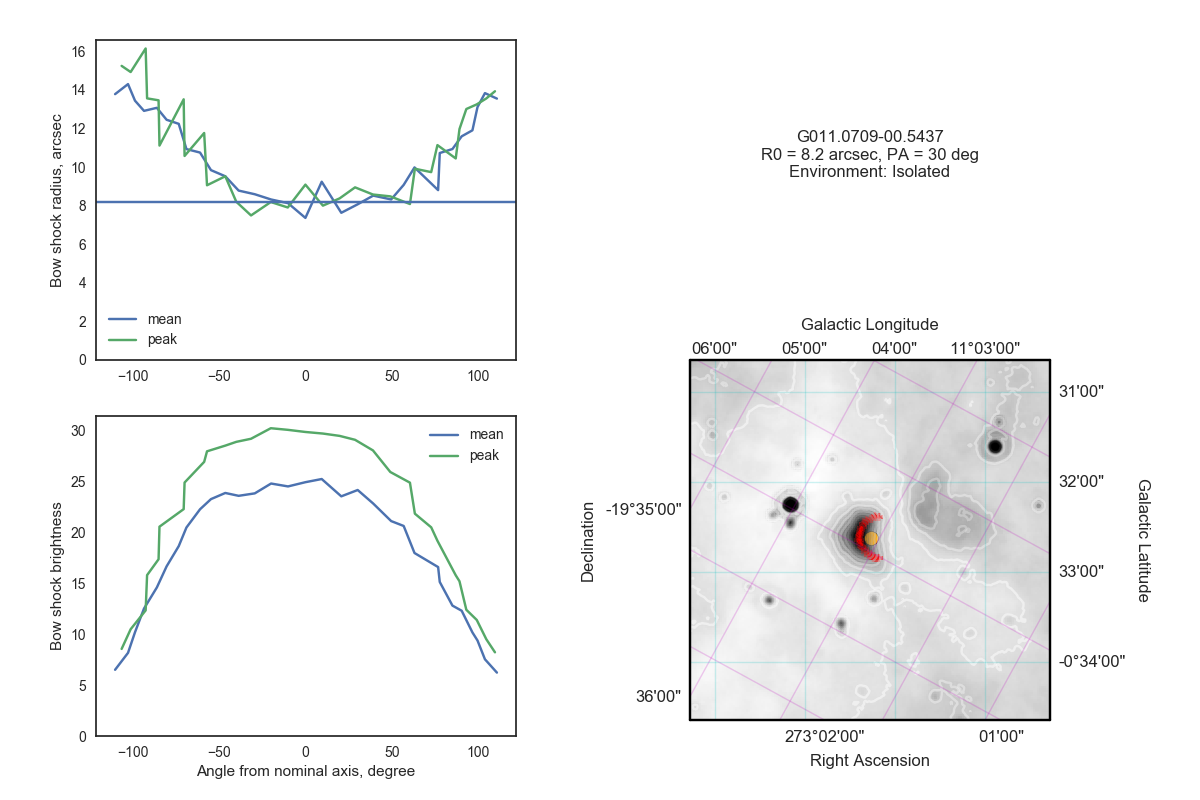 16
14
12
10
8
6
4
2
0
Bow shock radius, arcsec
mean
peak
−100
−50
0
50
100
30
25
20
15
10
5
0
Bow shock brightness
mean
peak
−100
−50
0
50
100
Angle from nominal axis, degree
G011.0709-00.5437
R0 = 8.2 arcsec, PA = 30 deg
Environment: Isolated
Galactic Longitude
06'00"
05'00"
04'00"
11°03'00"
31'00"
32'00"
33'00"
-0°34'00"
Galactic Latitude
Declination
-19°35'00"
36'00"
273°02'00"
01'00"
Right Ascension